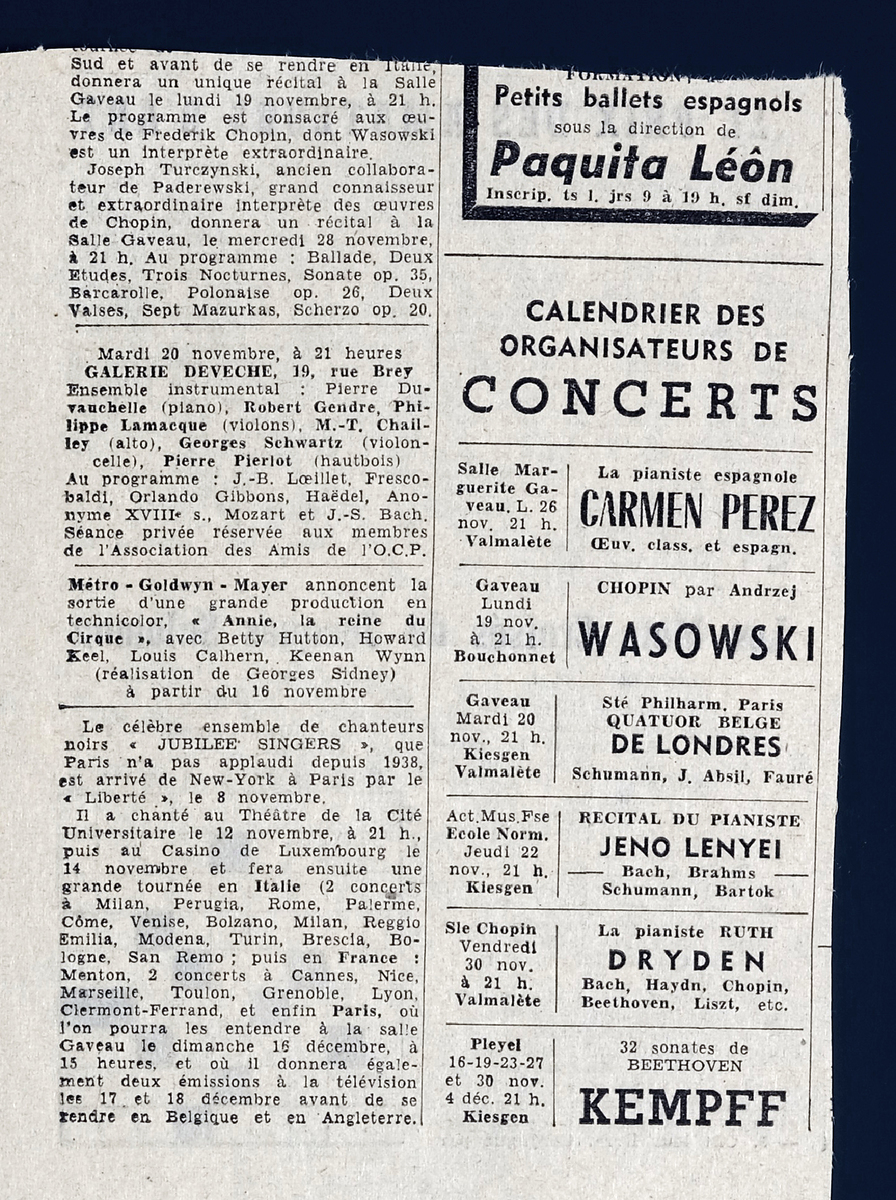 Sud et avant de se rendre en Italie,
donnera un unique récital à la Salle
Gaveau le lundi 19 novembre, à 21 h.
Le programme est consacré aux œu-
vres de Frederik Chopin, dont Wasowski
est un interprète extraordinaire.
Joseph Turczynski, ancien collabora-
teur de Paderewski, grand connaisseur
et extraordinaire interprète des œuvres
de Chopin, donnera un récital à la
Salle Gaveau, le mercredi 28 novembre,
à 21 h. Au programme : Ballade, Deux
Etudes, Trois Nocturnes, Sonate op. 35,
Barcarolle, Polonaise op. 26, Deux
Valses, Sept Mazurkas, Scherzo op. 20.
Mardi 20 novembre, à 21 heures
GALERIE DEVECHE, 19, rue Brey
Ensemble instrumental : Pierre Du-
vauchelle (piano), Robert Gendre, Phi-
lippe Lamacque (violons), M.-T. Chail-
ley (alto), Georges Schwartz (violon-
celle), Pierre Pierlot (hautbois)
Au programme : J.-B. Lœillet, Fresco-
baldi, Orlando Gibbons, Haëdel, Ano-
nyme XVIIIe s., Mozart et J.-S. Bach.
Séance privée réservée aux membres
de l'Association des Amis de l'O.C.P.
Métro - Goldwyn - Mayer annoncent la
sortie d'une grande production en
technicolor, « Annie, la reine du
Cirque », avec Betty Hutton, Howard
Keel, Louis Calhern, Keenan Wynn
(réalisation de Georges Sidney)
à partir du 16 novembre
Le célèbre ensemble de chanteurs
noirs « JUBILEE SINGERS », que
Paris n'a pas applaudi depuis 1938,
est arrivé de New-York à Paris par le
« Liberté », le 8 novembre.
Il a chanté au Théâtre de la Cité
Universitaire le 12 novembre, à 21 h.,
puis au Casino de Luxembourg le
14 novembre et fera ensuite une
grande tournée en Italie (2 concerts
à Milan, Perugia, Rome, Palerme,
Côme, Venise, Bolzano, Milan, Reggio
Emilia, Modena, Turin, Brescia, Bo-
logne, San Remo ; puis en France :
Menton, 2 concerts à Cannes, Nice,
Marseille, Toulon, Grenoble, Lyon,
Clermont-Ferrand, et enfin Paris, où
l'on pourra les entendre à la salle
Gaveau le dimanche 16 décembre, à
15 heures, et où il donnera égale-
ment deux émissions à la télévision
les 17 et 18 décembre avant de se
rendre en Belgique et en Angleterre.
FORMATION
Petits ballets espagnols
sous la direction de
Paquita Léôn
Inscrip. ts l. jrs 9 à 19 h. sf dim.
CALENDRIER DES
ORGANISATEURS DE
CONCERTS
Salle Mar-
guerite Ga-
veau. L. 26
nov. 21 h.
Valmalète
La pianiste espagnole
CARMEN PEREZ
Œuv. class. et espagn.
Gaveau
Lundi
19 nov.
à 21 h.
Bouchonnet
CHOPIN par Andrzej
WASOWSKI
Gaveau
Mardi 20
nov., 21 h.
Kiesgen
Valmalète
Sté Philharm. Paris
QUATUOR BELGE
DE LONDRES
Schumann, J. Absil, Fauré
Act.Mus.Fse
Ecole Norm.
Jeudi 22
nov., 21 h.
Kiesgen
RECITAL DU PIANISTE
JENO LENYEI
Bach, Brahms
Schumann, Bartok
Sle Chopin
Vendredi
30 nov.
à 21 h.
Valmalète
La pianiste RUTH
DRYDEN
Bach, Haydn, Chopin,
Beethoven, Liszt, etc.
Pleyel
16-19-23-27
et 30 nov.
4 déc. 21 h.
Kiesgen
32 sonates de
BEETHOVEN
KEMPFF